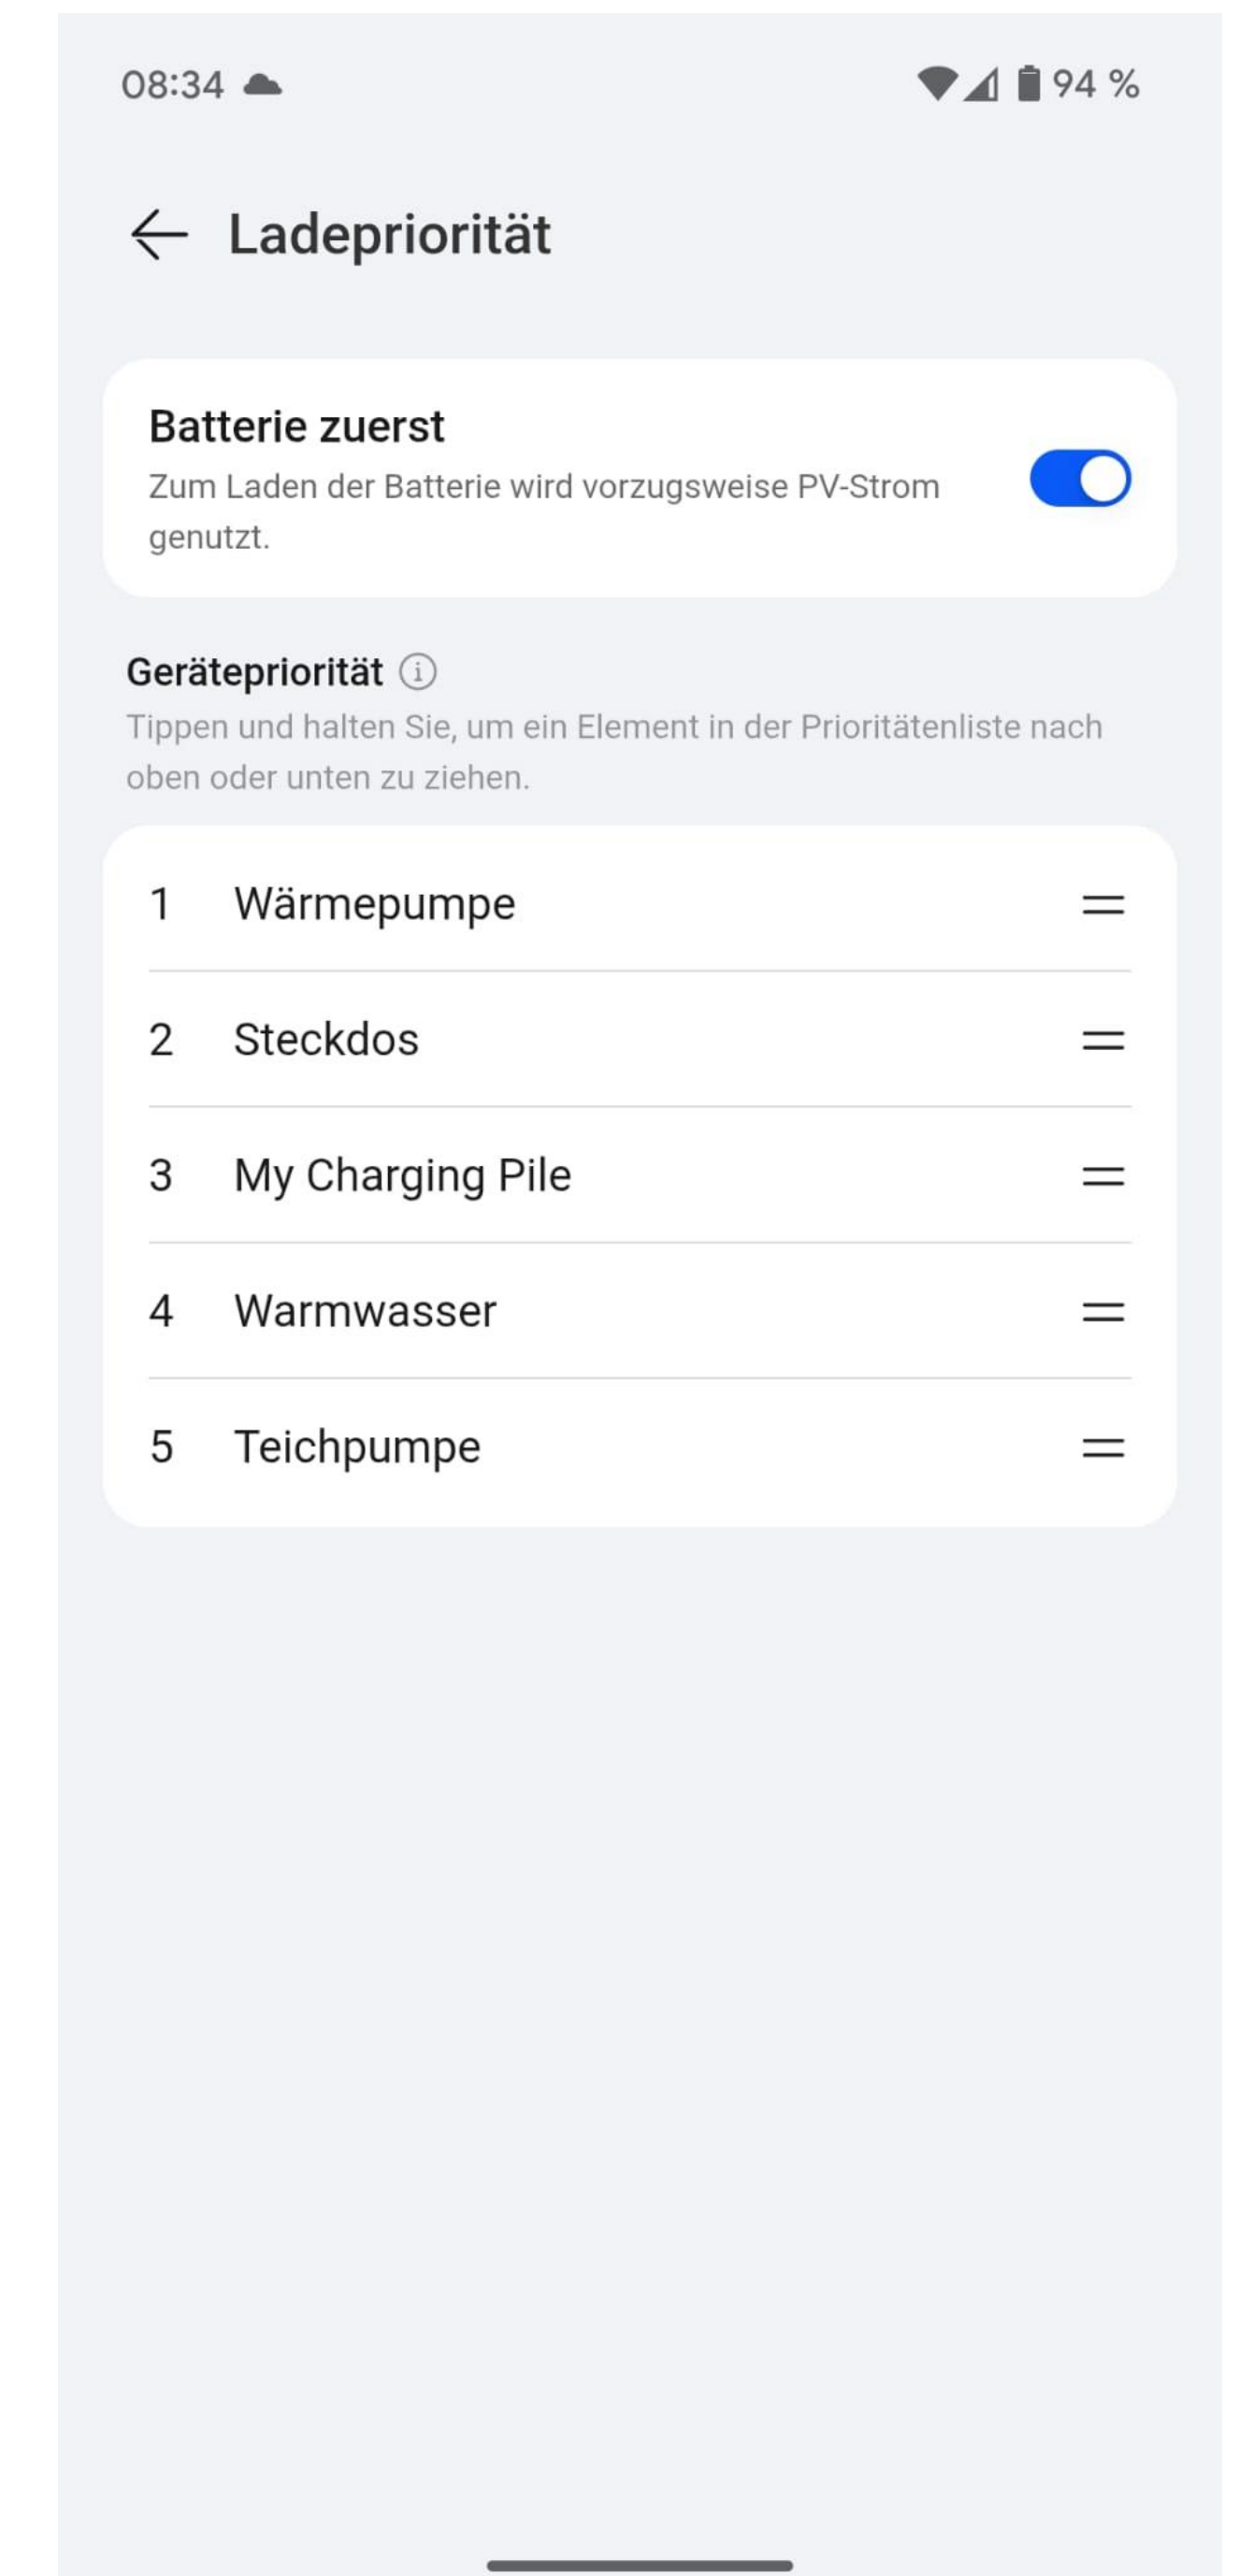 08:34 94 %
Ladepriorität
Batterie zuerst
Zum Laden der Batterie wird vorzugsweise PV-Strom
genutzt.
Gerätepriorität
Tippen und halten Sie, um ein Element in der Prioritätenliste nach
oben oder unten zu ziehen.
1 Wärmepumpe
2 Steckdos
3 My Charging Pile
4 Warmwasser
5 Teichpumpe